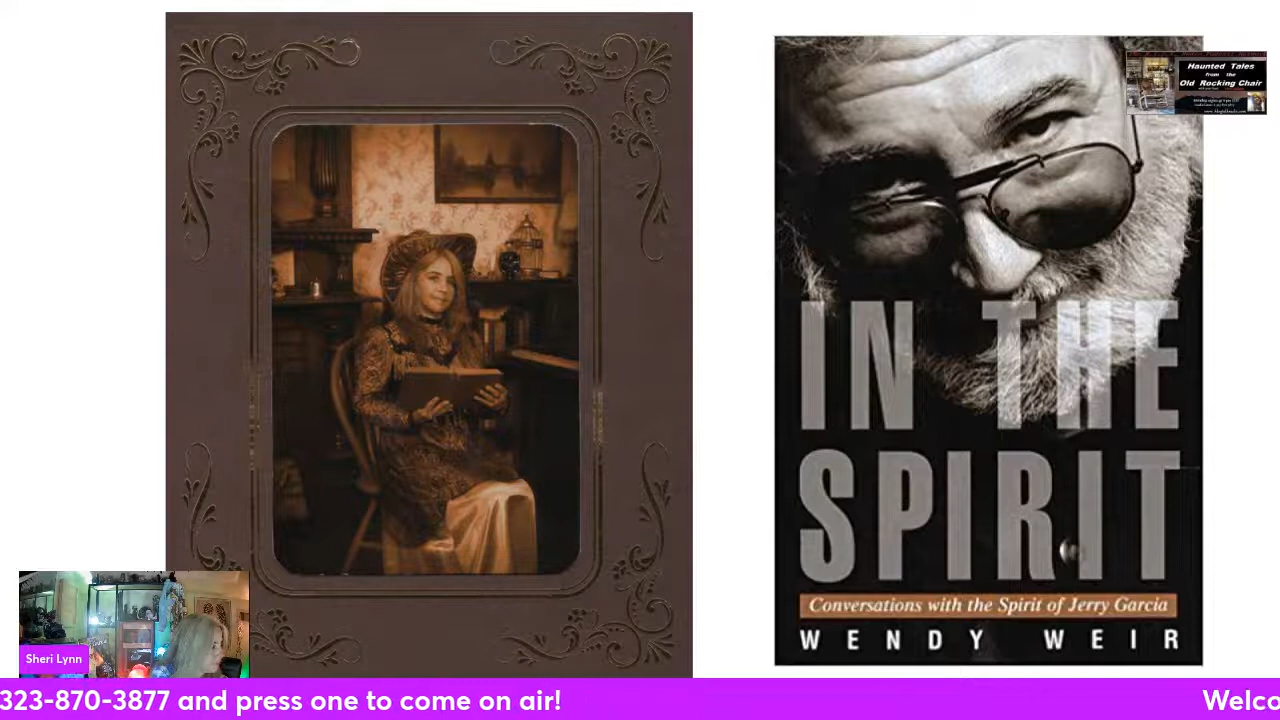 Haunted Tales
from the
Old Rocking Chair
IN THE
SPIRIT
Conversations with the Spirit of Jerry Garcia
WENDY WEIR
Sheri Lynn
323-870-3877 and press one to come on air!
Welco